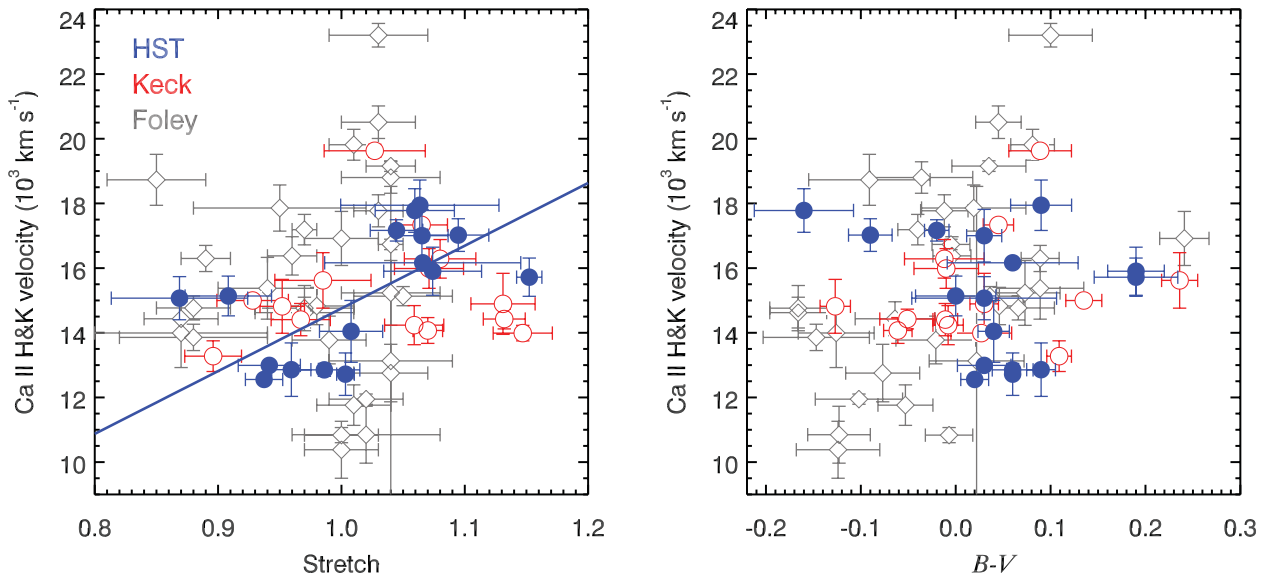 Ca II H&K velocity (10³ km s⁻¹)
24
22
20
18
16
14
12
10
HST
Keck
Foley
0.8 0.9 1.0 1.1 1.2
Stretch
Ca II H&K velocity (10³ km s⁻¹)
24
22
20
18
16
14
12
10
-0.2 -0.1 0.0 0.1 0.2 0.3
B-V